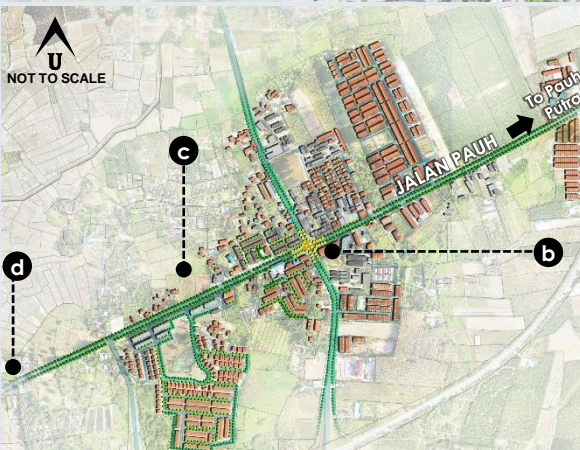 U
NOT TO SCALE
To Pauh
Putra
JALAN PAUH
c
b
d